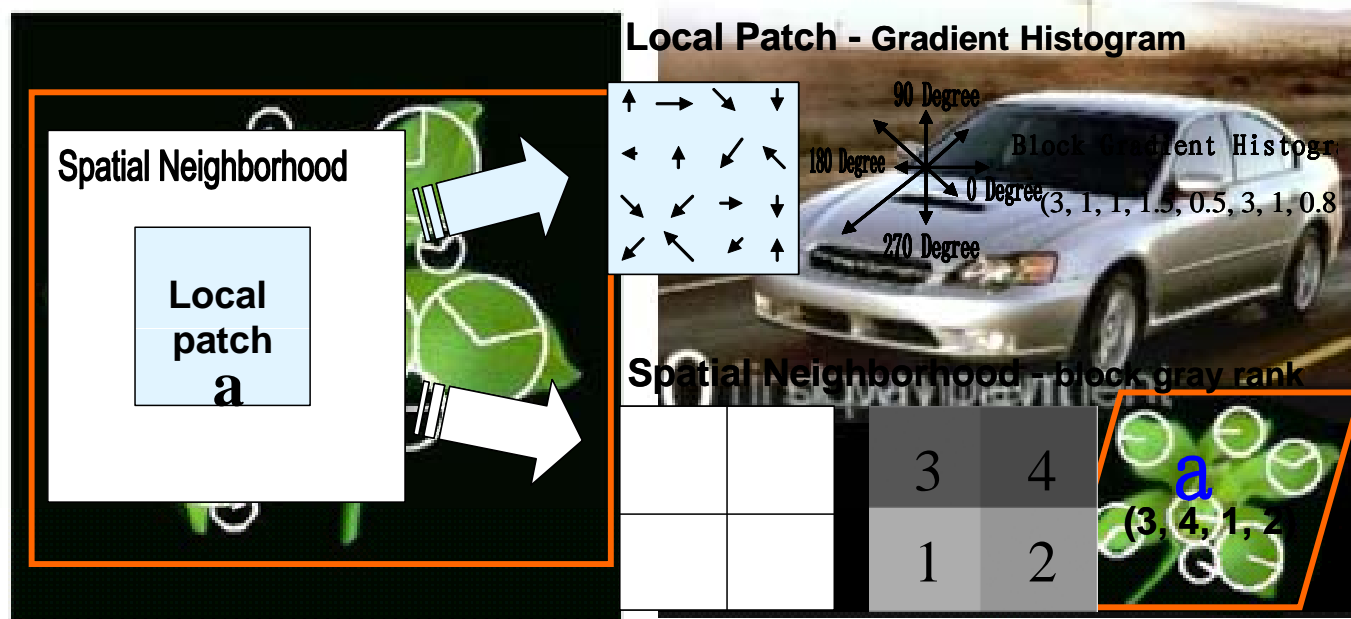 Local Patch - Gradient Histogram
Spatial Neighborhood
Local
patch
a
90 Degree
180 Degree
0 Degree
270 Degree
Block Gradient
(3, 1, 1, 1.5, 0.5, 3, 1, 0.8
Spatial Neighborhood - block gray rank
3 4
1 2
a
(3, 4, 1, 2)